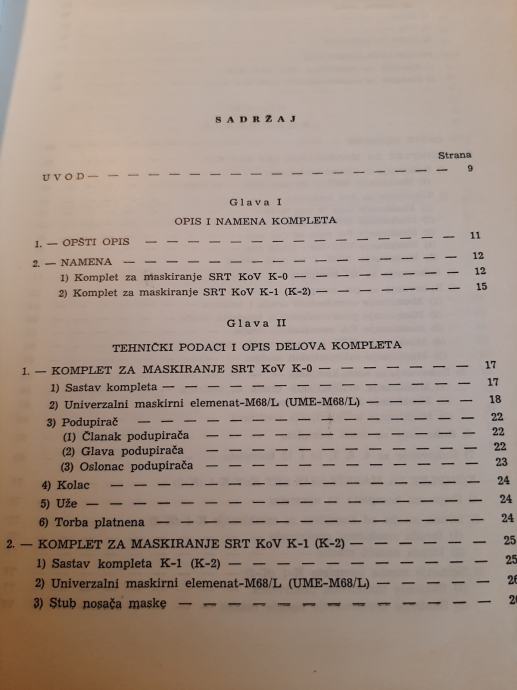 SADRŽAJ
Strana
UVOD — — — — — — — — — — — — — — — — 9
Glava I
OPIS I NAMENA KOMPLETA
1. — OPŠTI OPIS — — — — — — — — — — — — — 11
2. — NAMENA — — — — — — — — — — — — — — 12
1) Komplet za maskiranje SRT KoV K-0 — — — — — — — 12
2) Komplet za maskiranje SRT KoV K-1 (K-2) — — — — — — 15
Glava II
TEHNIČKI PODACI I OPIS DELOVA KOMPLETA
1. — KOMPLET ZA MASKIRANJE SRT KoV K-0 — — — — — — 17
1) Sastav kompleta — — — — — — — — — — — — 17
2) Univerzalni maskirni elemenat-M68/L (UME-M68/L) — — — — 18
3) Podupirač — — — — — — — — — — — — — 22
(1) Članak podupirača — — — — — — — — — — — 22
(2) Glava podupirača — — — — — — — — — — — 22
(3) Oslonac podupirača — — — — — — — — — — — 23
4) Kolac — — — — — — — — — — — — — — 24
5) Uže — — — — — — — — — — — — — — — 24
6) Torba platnena — — — — — — — — — — — — 24
2. — KOMPLET ZA MASKIRANJE SRT KoV K-1 (K-2) — — — — — 25
1) Sastav kompleta K-1 (K-2) — — — — — — — — — — 25
2) Univerzalni maskirni elemenat-M68/L (UME-M68/L) — — — — 26
3) Stub nosača maske — — — — — — — — — — —